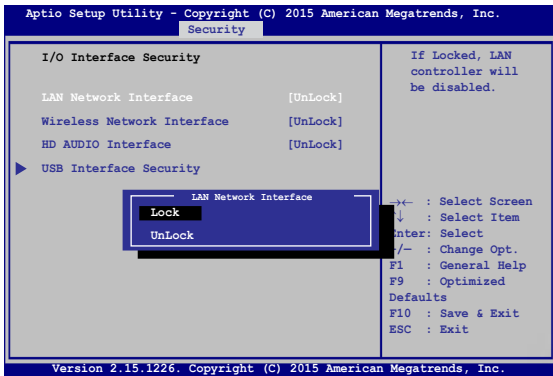 Aptio Setup Utility - Copyright (C) 2015 American Megatrends, Inc.
Security
I/O Interface Security
LAN Network Interface [UnLock]
Wireless Network Interface [UnLock]
HD AUDIO Interface [UnLock]
USB Interface Security
LAN Network Interface
Lock
UnLock
If Locked, LAN
controller will
be disabled.
→← : Select Screen
↑↓ : Select Item
Enter: Select
+/— : Change Opt.
F1 : General Help
F9 : Optimized
Defaults
F10 : Save & Exit
ESC : Exit
Version 2.15.1226. Copyright (C) 2015 American Megatrends, Inc.